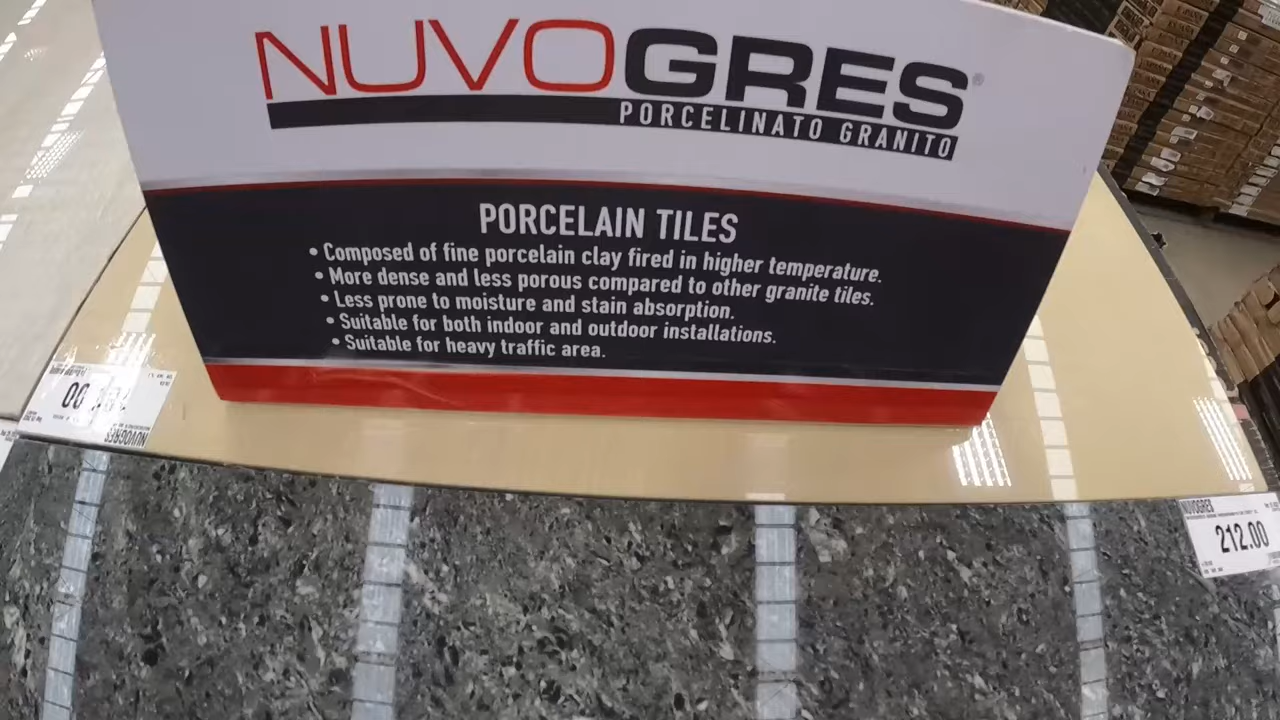 NUVOGRES®
PORCELINATO GRANITO
PORCELAIN TILES
• Composed of fine porcelain clay fired in higher temperature.
• More dense and less porous compared to other granite tiles.
• Less prone to moisture and stain absorption.
• Suitable for both indoor and outdoor installations.
• Suitable for heavy traffic area.
NUVOGRES
NUVOGRES
212.00